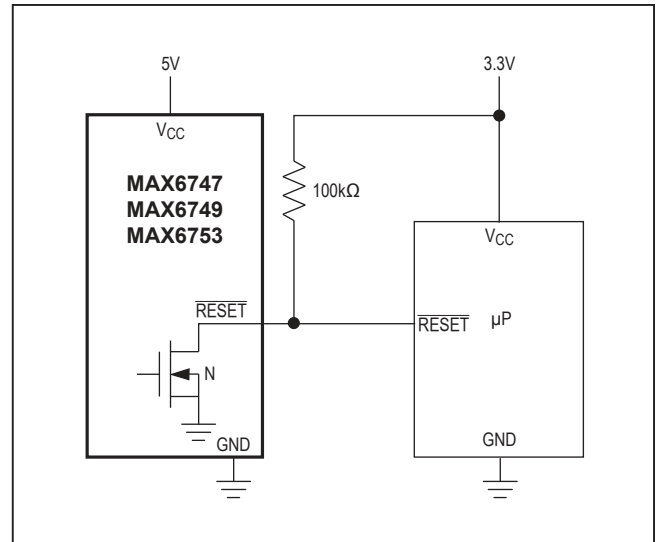 5V
3.3V
VCC
MAX6747
MAX6749
MAX6753
100kΩ
VCC
RESET
RESET
µP
N
GND
GND